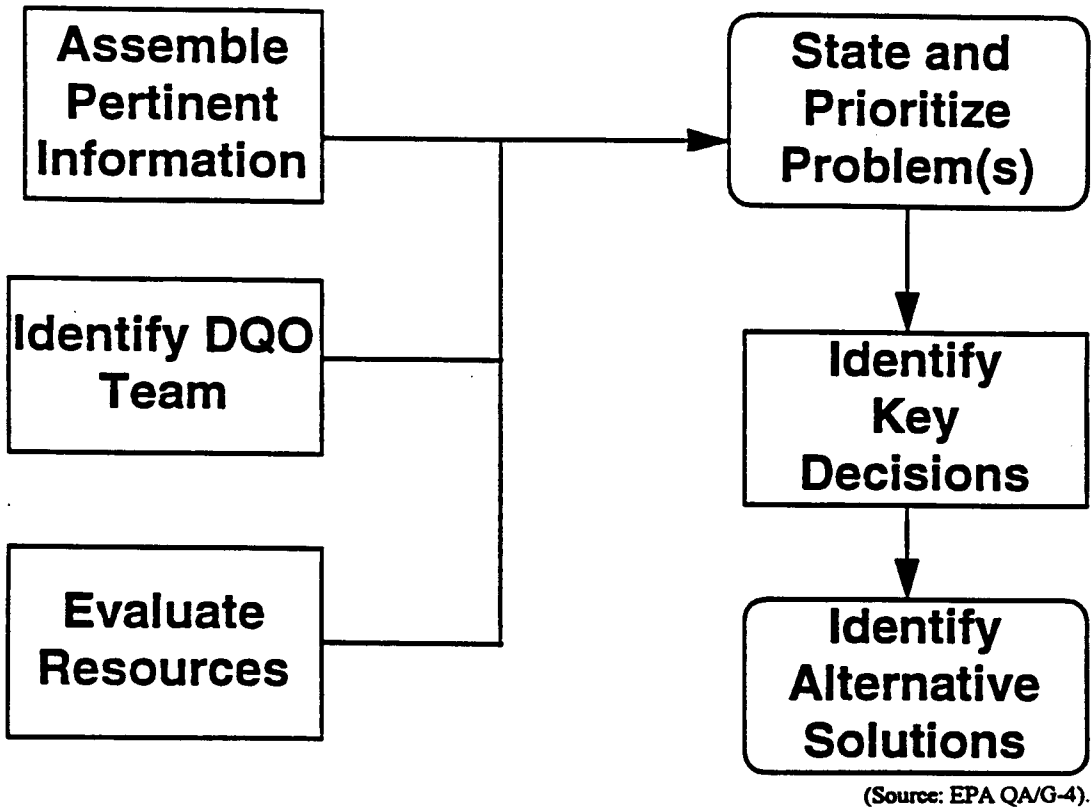 Assemble
Pertinent
Information
Identify DQO
Team
Evaluate
Resources
State and
Prioritize
Problem(s)
Identify
Key
Decisions
Identify
Alternative
Solutions
(Source: EPA QA/G-4).